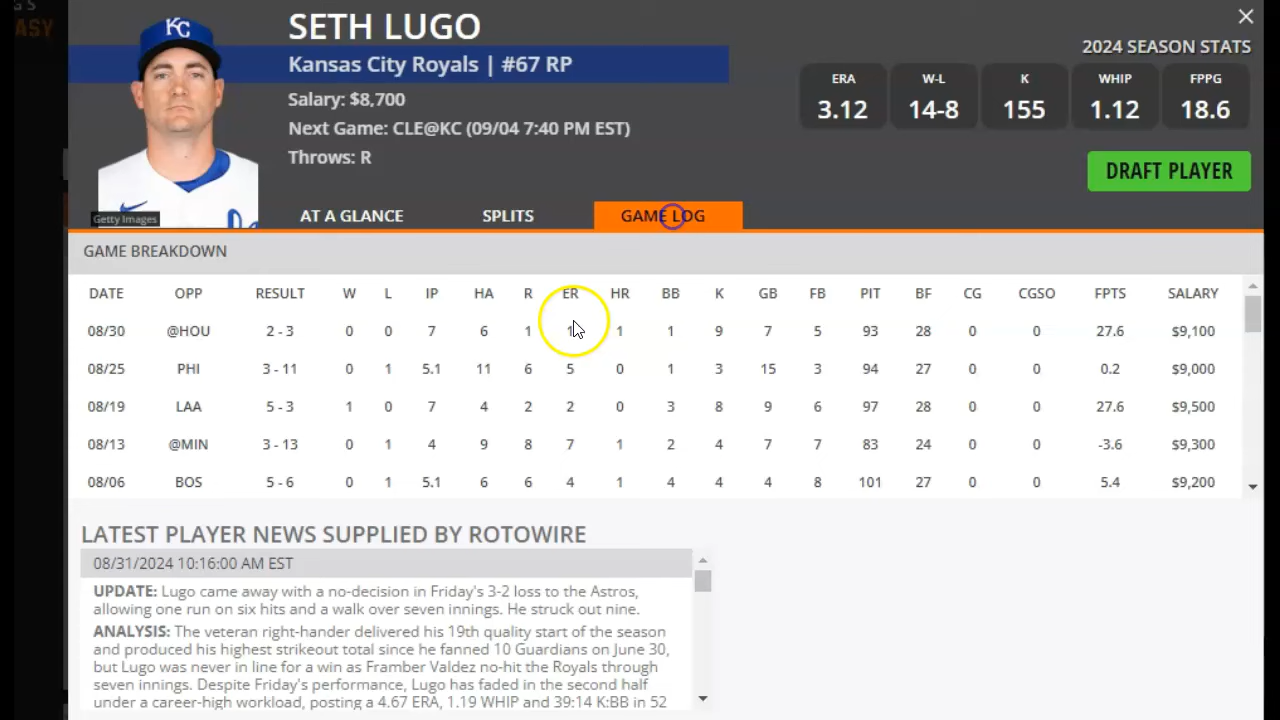 G'S
ASY
KC
SETH LUGO
Kansas City Royals | #67 RP
Salary: $8,700
Next Game: CLE@KC (09/04 7:40 PM EST)
Throws: R
Getty Images
2024 SEASON STATS
ERA W-L K WHIP FPPG
3.12 14-8 155 1.12 18.6
DRAFT PLAYER
AT A GLANCE SPLITS GAME LOG
GAME BREAKDOWN
DATE OPP RESULT W L IP HA R ER HR BB K GB FB PIT BF CG CGSO FPTS SALARY
08/30 @HOU 2 - 3 0 0 7 6 1 1 1 1 9 7 5 93 28 0 0 27.6 $9,100
08/25 PHI 3 - 11 0 1 5.1 11 6 5 0 1 3 15 3 94 27 0 0 0.2 $9,000
08/19 LAA 5 - 3 1 0 7 4 2 2 0 3 8 9 6 97 28 0 0 27.6 $9,500
08/13 @MIN 3 - 13 0 1 4 9 8 7 1 2 4 7 7 83 24 0 0 -3.6 $9,300
08/06 BOS 5 - 6 0 1 5.1 6 6 4 1 4 4 4 8 101 27 0 0 5.4 $9,200
LATEST PLAYER NEWS SUPPLIED BY ROTOWIRE
08/31/2024 10:16:00 AM EST
UPDATE: Lugo came away with a no-decision in Friday's 3-2 loss to the Astros,
allowing one run on six hits and a walk over seven innings. He struck out nine.
ANALYSIS: The veteran right-hander delivered his 19th quality start of the season
and produced his highest strikeout total since he fanned 10 Guardians on June 30,
but Lugo was never in line for a win as Framber Valdez no-hit the Royals through
seven innings. Despite Friday's performance, Lugo has faded in the second half
under a career-high workload, posting a 4.67 ERA, 1.19 WHIP and 39:14 K:BB in 52